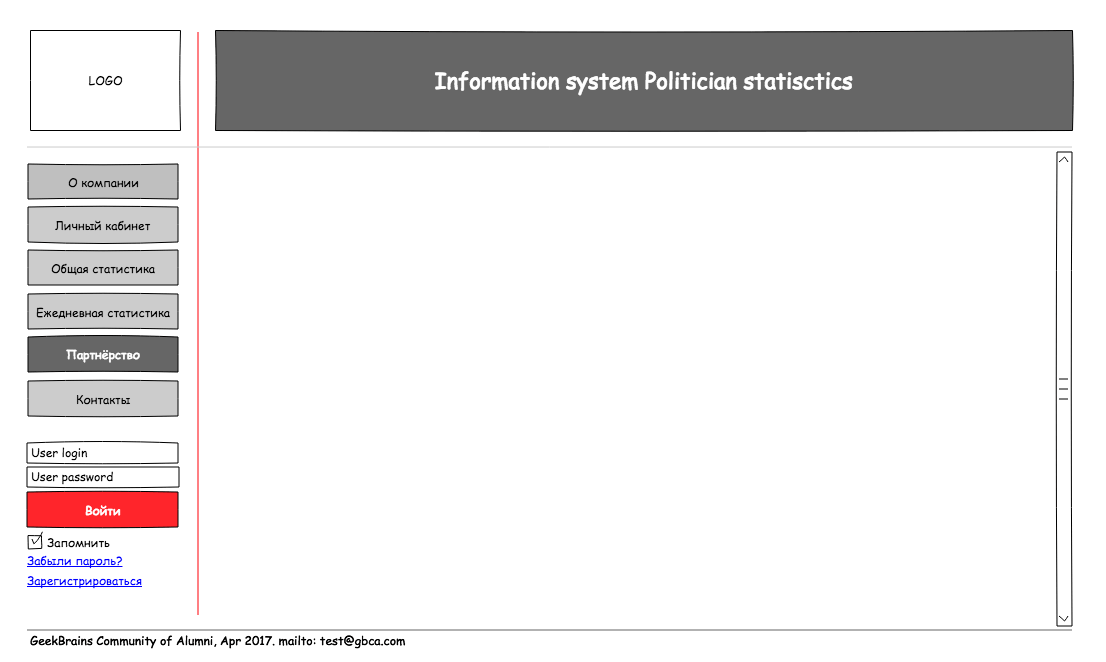 LOGO
Information system Politician statisctics
О компании
Личный кабинет
Общая статистика
Ежедневная статистика
Партнёрство
Контакты
User login
User password
Войти
Запомнить
Забыли пароль?
Зарегистрироваться
GeekBrains Community of Alumni, Apr 2017. mailto: test@gbca.com